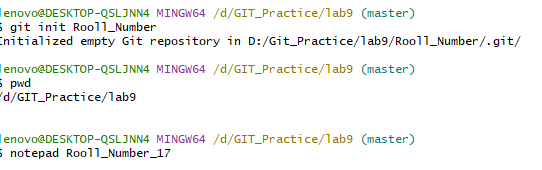 lenovo@DESKTOP-QSLJNN4 MINGW64 /d/GIT_Practice/lab9 (master)
$ git init Rooll_Number
Initialized empty Git repository in D:/Git_Practice/lab9/Rooll_Number/.git/
lenovo@DESKTOP-QSLJNN4 MINGW64 /d/GIT_Practice/lab9 (master)
$ pwd
/d/GIT_Practice/lab9
lenovo@DESKTOP-QSLJNN4 MINGW64 /d/GIT_Practice/lab9 (master)
$ notepad Rooll_Number_17